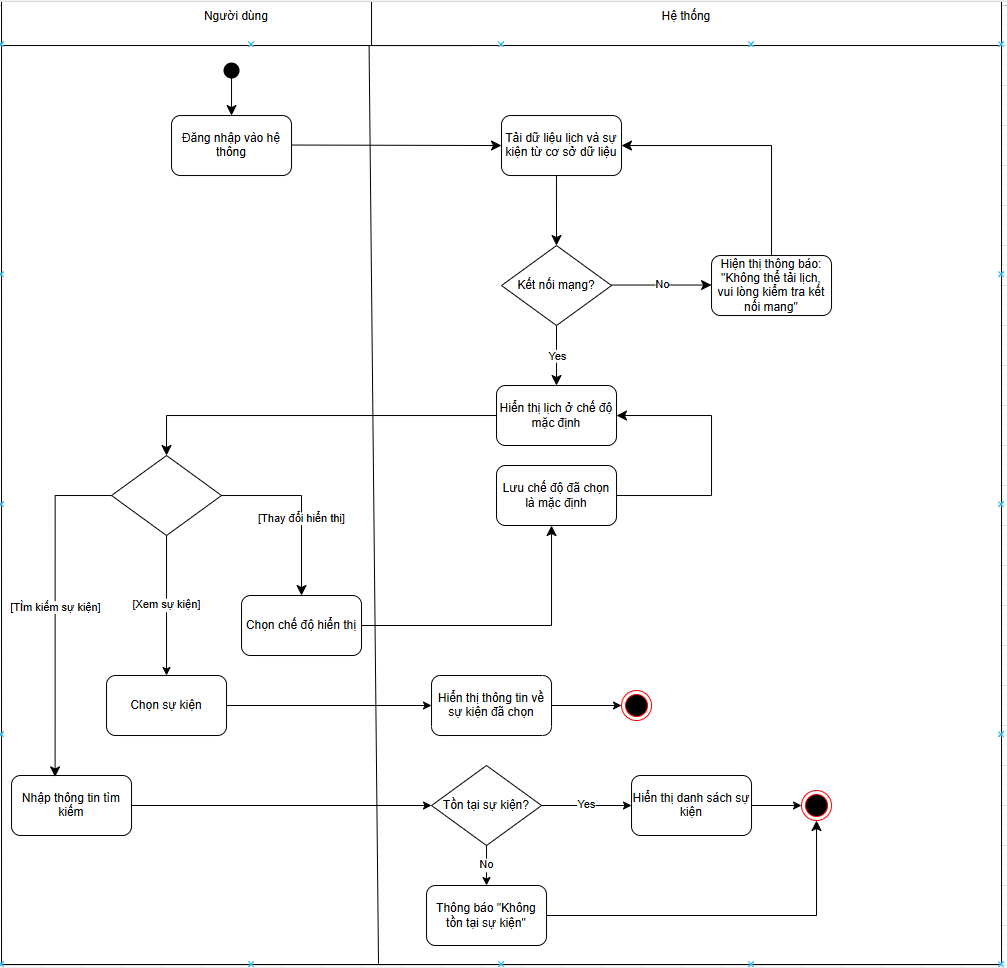 Người dùng
Hệ thống
Đăng nhập vào hệ
thông
Tải dữ liệu lịch và sự
kiện từ cơ sở dữ liệu
Kết nối mạng?
No
Hiện thị thông báo:
"Không thể tải lịch,
vui lòng kiểm tra kết
nối mang"
Yes
Hiển thị lịch ở chế độ
mặc định
Lưu chế độ đã chọn
là mặc định
[Thay đổi hiển thị]
[Tìm kiếm sự kiện]
[Xem sự kiện]
Chọn chế độ hiển thị
Chọn sự kiện
Hiển thị thông tin về
sự kiện đã chọn
Nhập thông tin tìm
kiếm
Tồn tại sự kiện?
Yes
Hiển thị danh sách sự
kiện
No
Thông báo "Không
tồn tại sự kiện"